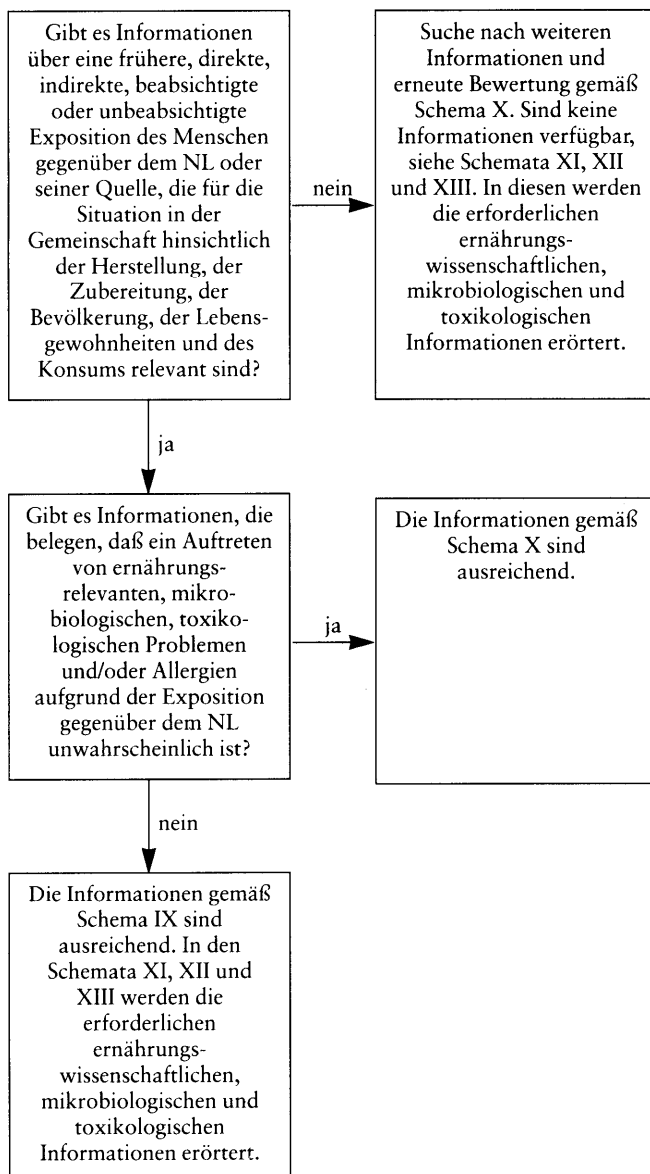 Gibt es Informationen
über eine frühere, direkte,
indirekte, beabsichtigte
oder unbeabsichtigte
Exposition des Menschen
gegenüber dem NL oder
seiner Quelle, die für die
Situation in der
Gemeinschaft hinsichtlich
der Herstellung, der
Zubereitung, der
Bevölkerung, der Lebens-
gewohnheiten und des
Konsums relevant sind?
nein
Suche nach weiteren
Informationen und
erneute Bewertung gemäß
Schema X. Sind keine
Informationen verfügbar,
siehe Schemata XI, XII
und XIII. In diesen werden
die erforderlichen
ernährungs-
wissenschaftlichen,
mikrobiologischen und
toxikologischen
Informationen erörtert.
ja
Gibt es Informationen, die
belegen, daß ein Auftreten
von ernährungs-
relevanten, mikro-
biologischen, toxiko-
logischen Problemen
und/oder Allergien
aufgrund der Exposition
gegenüber dem NL
unwahrscheinlich ist?
ja
Die Informationen gemäß
Schema X sind
ausreichend.
nein
Die Informationen gemäß
Schema IX sind
ausreichend. In den
Schemata XI, XII und
XIII werden die
erforderlichen
ernährungs-
wissenschaftlichen,
mikrobiologischen und
toxikologischen
Informationen erörtert.